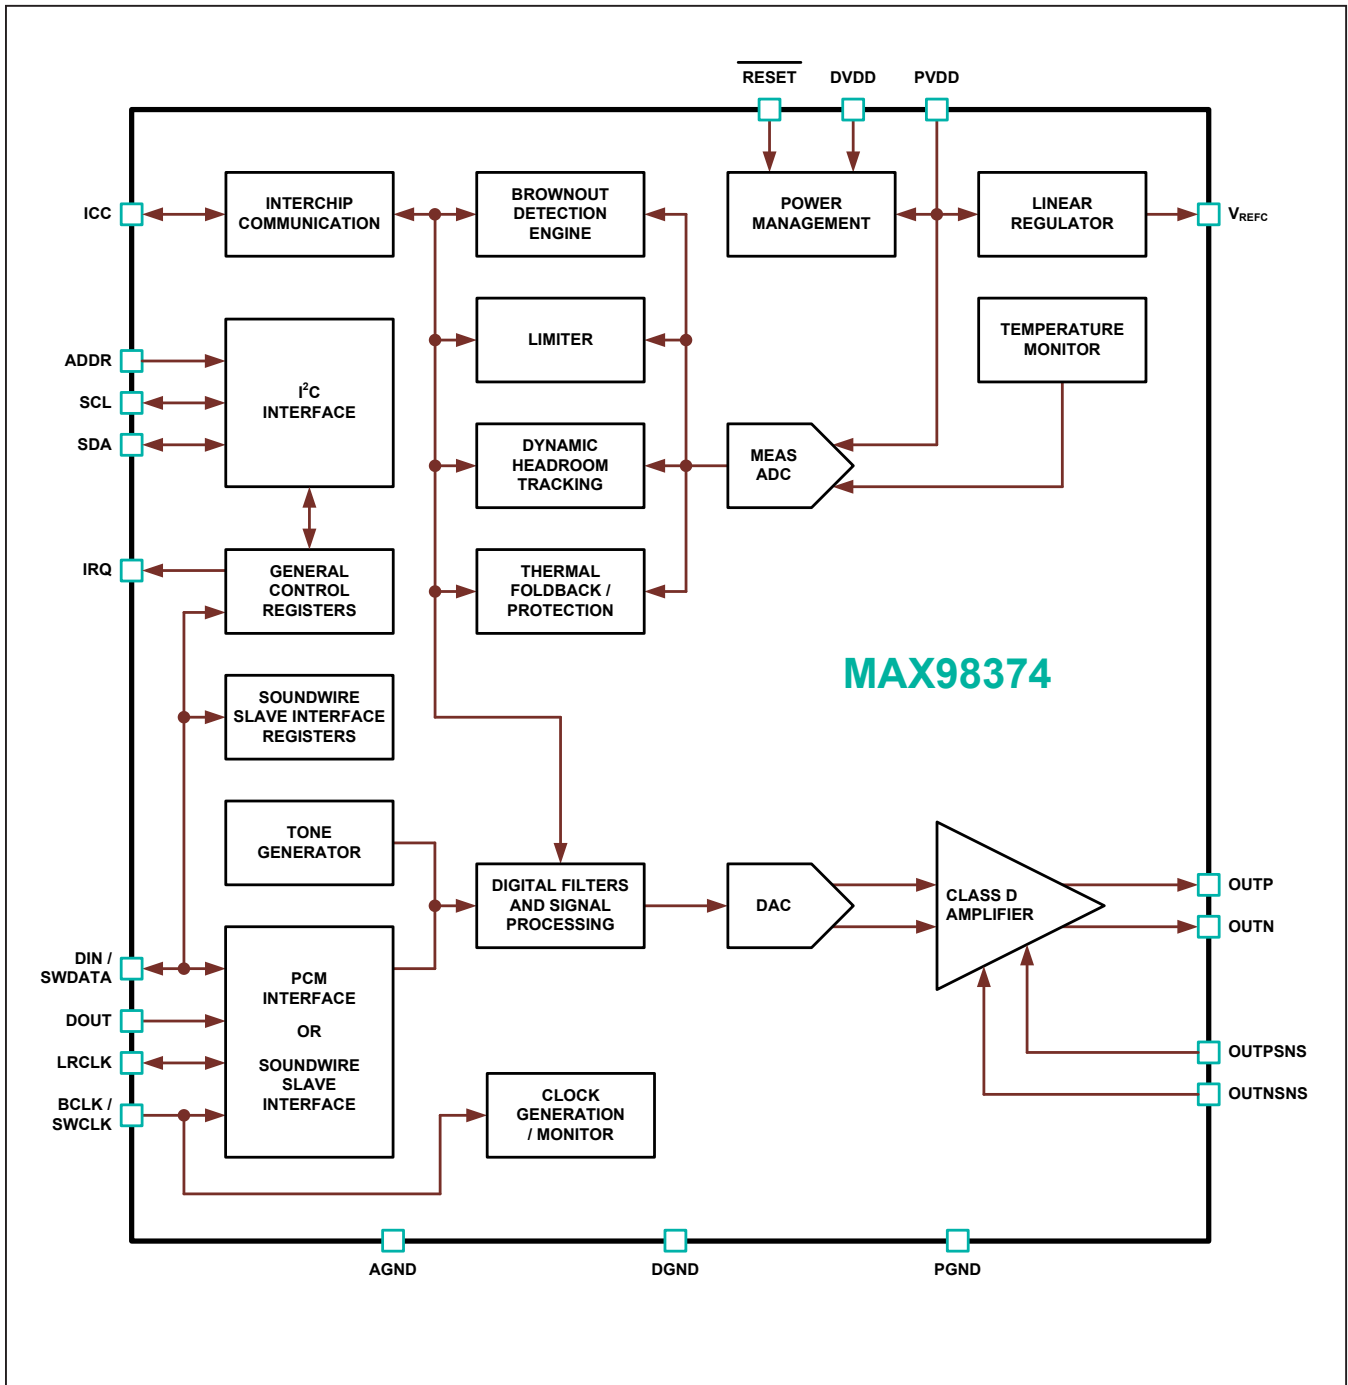 RESET
DVDD
PVDD
ICC
INTERCHIP
COMMUNICATION
BROWNOUT
DETECTION
ENGINE
POWER
MANAGEMENT
LINEAR
REGULATOR
VREFC
LIMITER
TEMPERATURE
MONITOR
ADDR
SCL
SDA
I²C
INTERFACE
DYNAMIC
HEADROOM
TRACKING
MEAS
ADC
IRQ
GENERAL
CONTROL
REGISTERS
THERMAL
FOLDBACK /
PROTECTION
MAX98374
SOUNDWIRE
SLAVE INTERFACE
REGISTERS
TONE
GENERATOR
DIGITAL FILTERS
AND SIGNAL
PROCESSING
DAC
CLASS D
AMPLIFIER
OUTP
OUTN
DIN /
SWDATA
DOUT
LRCLK
BCLK /
SWCLK
PCM
INTERFACE
OR
SOUNDWIRE
SLAVE
INTERFACE
CLOCK
GENERATION
/ MONITOR
OUTPSNS
OUTNSNS
AGND
DGND
PGND